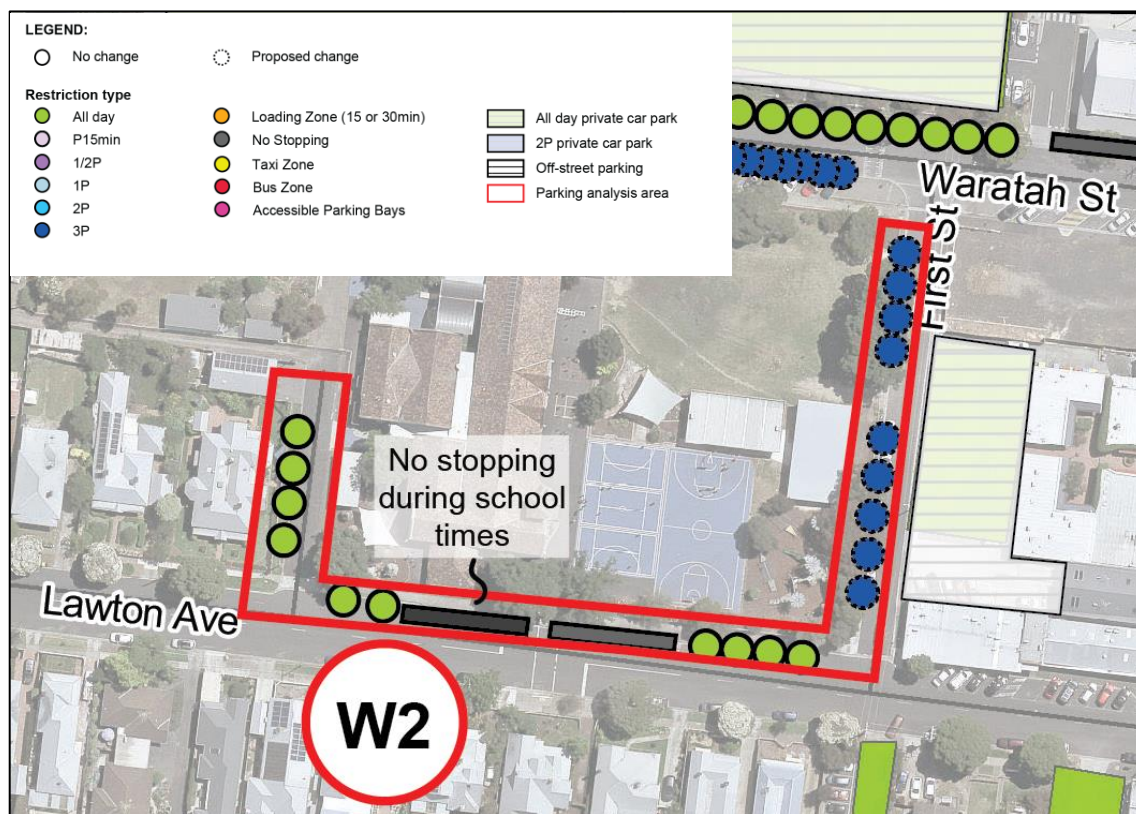 LEGEND:
No change
Proposed change
Restriction type
All day
P15min
1/2P
1P
2P
3P
Loading Zone (15 or 30min)
No Stopping
Taxi Zone
Bus Zone
Accessible Parking Bays
All day private car park
2P private car park
Off-street parking
Parking analysis area
Waratah St
First St
No stopping
during school
times
Lawton Ave
W2